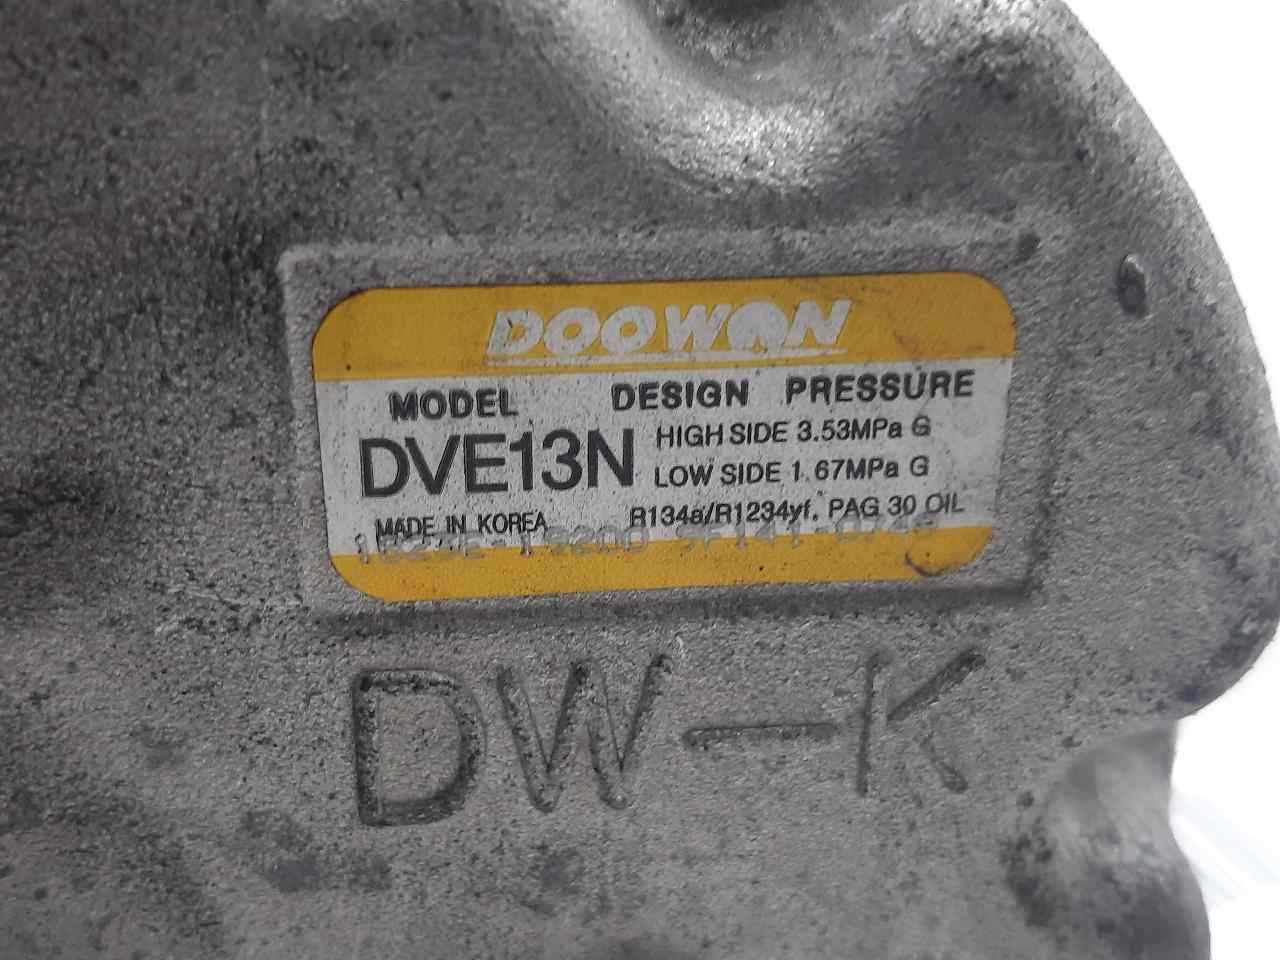 DOOWON
MODEL DESIGN PRESSURE
DVE13N HIGH SIDE 3.53MPa G
LOW SIDE 1.67MPa G
MADE IN KOREA R134a/R1234yf, PAG 30 OIL
DW-K